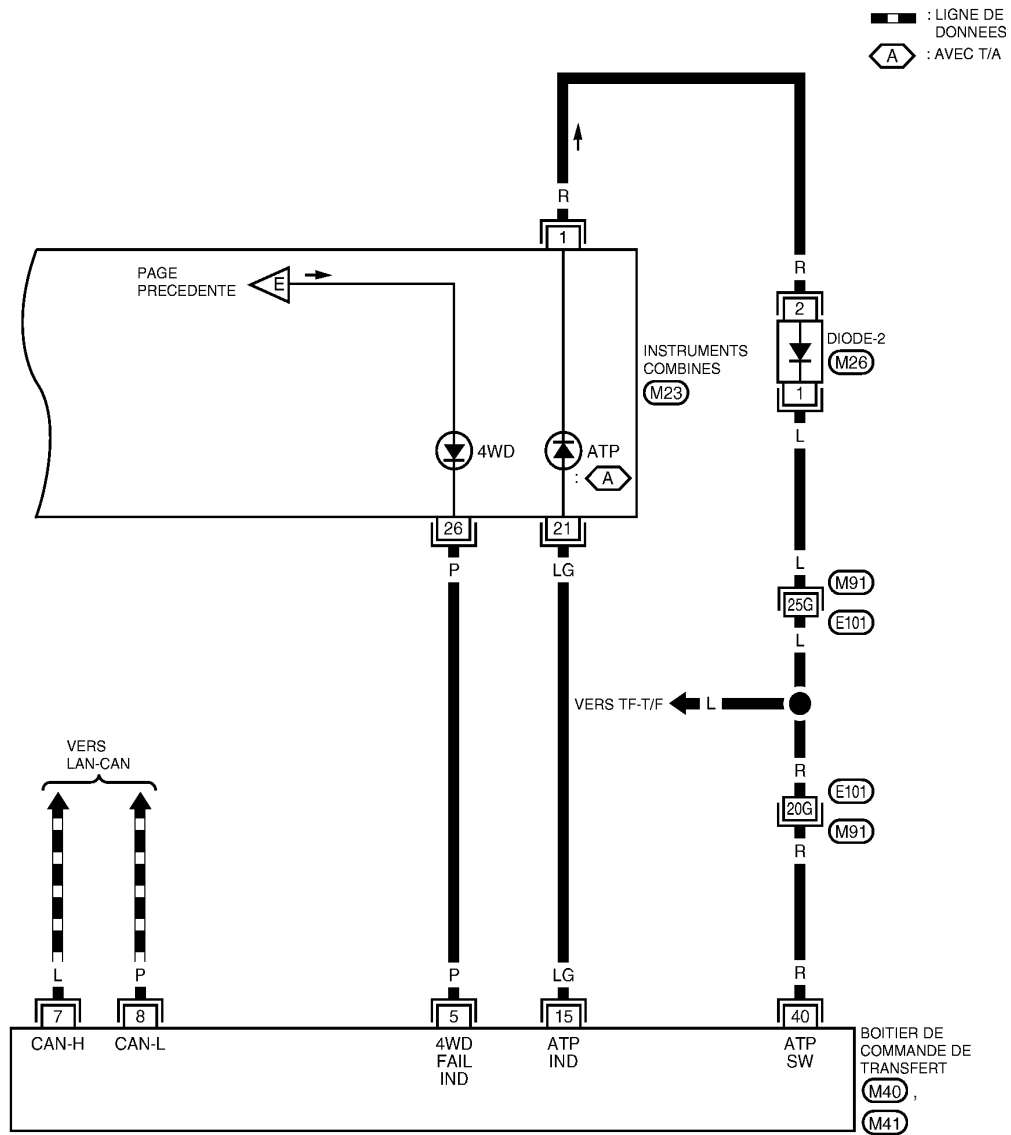 : LIGNE DE
DONNEES
A : AVEC T/A
R
1
R
PAGE
PRECEDENTE
E
2
DIODE-2
M26
1
INSTRUMENTS
COMBINES
M23
L
4WD
ATP
: A
26
21
P
LG
L
M91
25G
E101
L
VERS TF-T/F
L
VERS
LAN-CAN
R
E101
20G
M91
R
L
P
P
LG
R
7
8
5
15
40
CAN-H
CAN-L
4WD
FAIL
IND
ATP
IND
ATP
SW
BOITIER DE
COMMANDE DE
TRANSFERT
M40 ,
M41